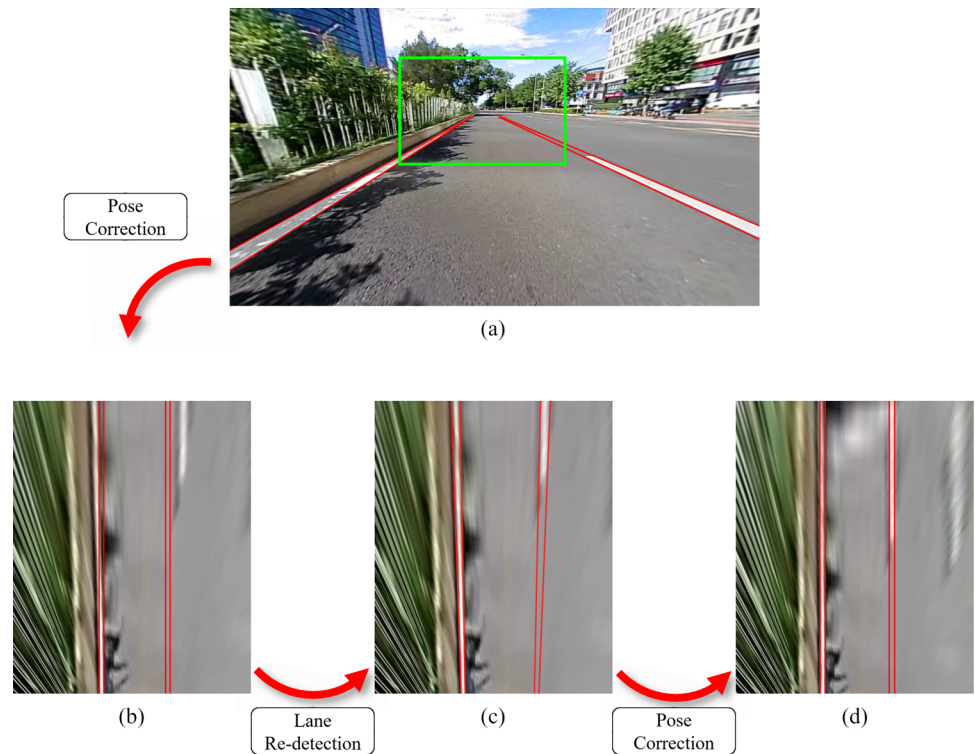 (a)
Pose
Correction
(b)
Lane
Re-detection
(c)
Pose
Correction
(d)